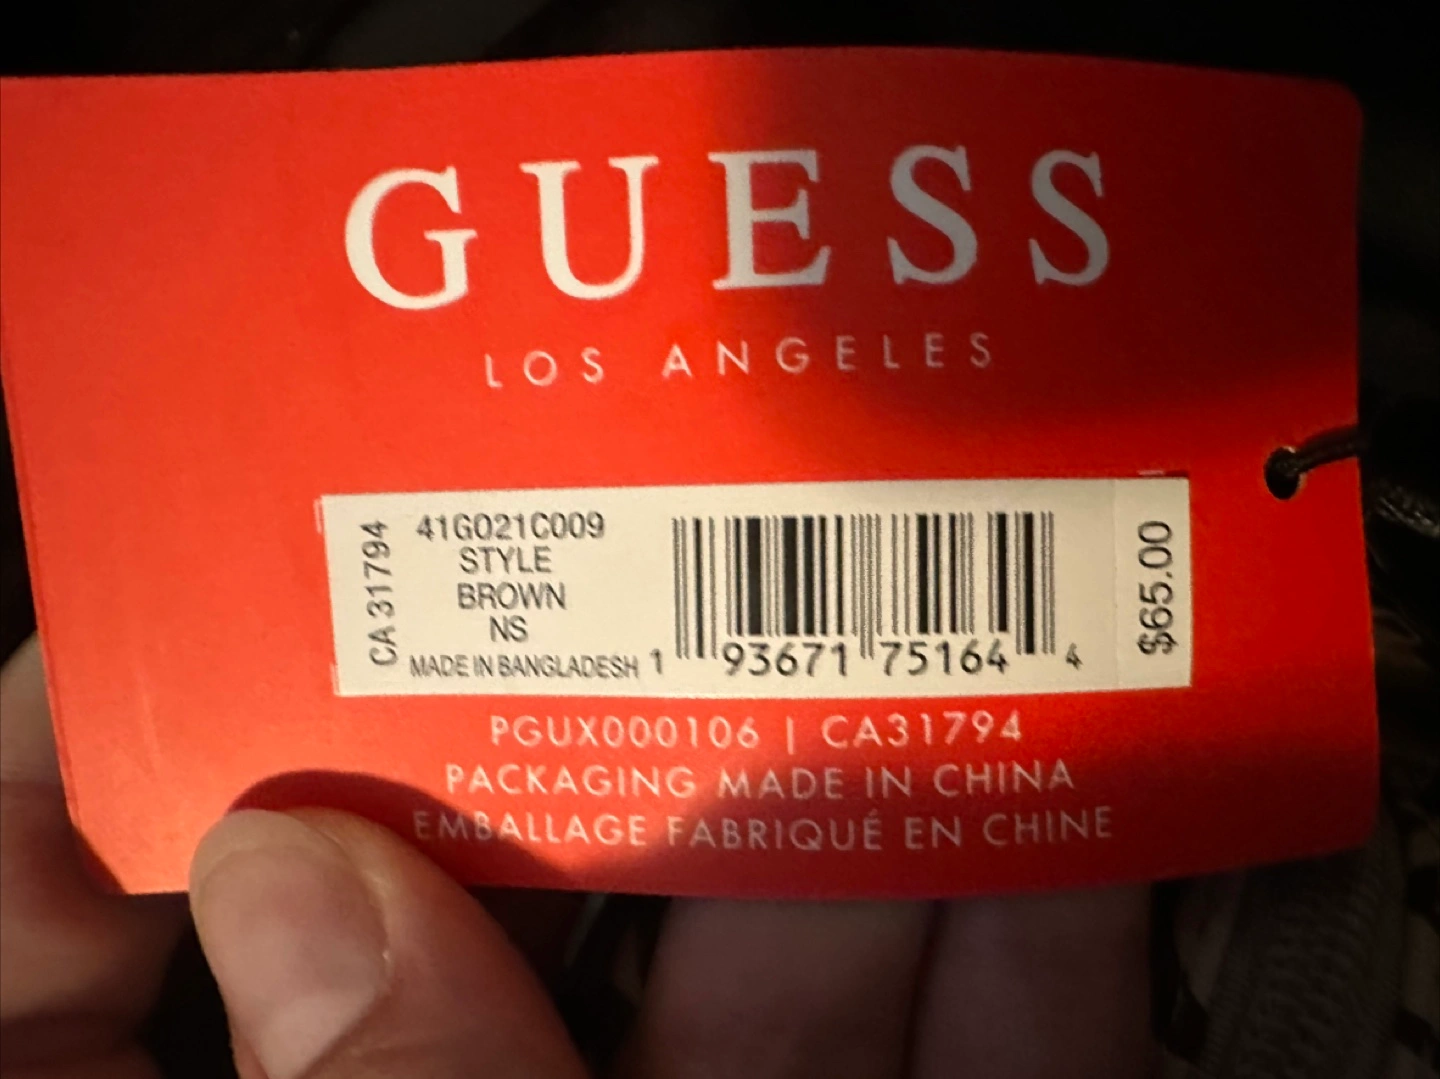 GUESS
LOS ANGELES
CA 31794
41G021C009
STYLE
BROWN
NS
MADE IN BANGLADESH
1 93671 75164 4
$65.00
PGUX000106 | CA31794
PACKAGING MADE IN CHINA
EMBALLAGE FABRIQUÉ EN CHINE